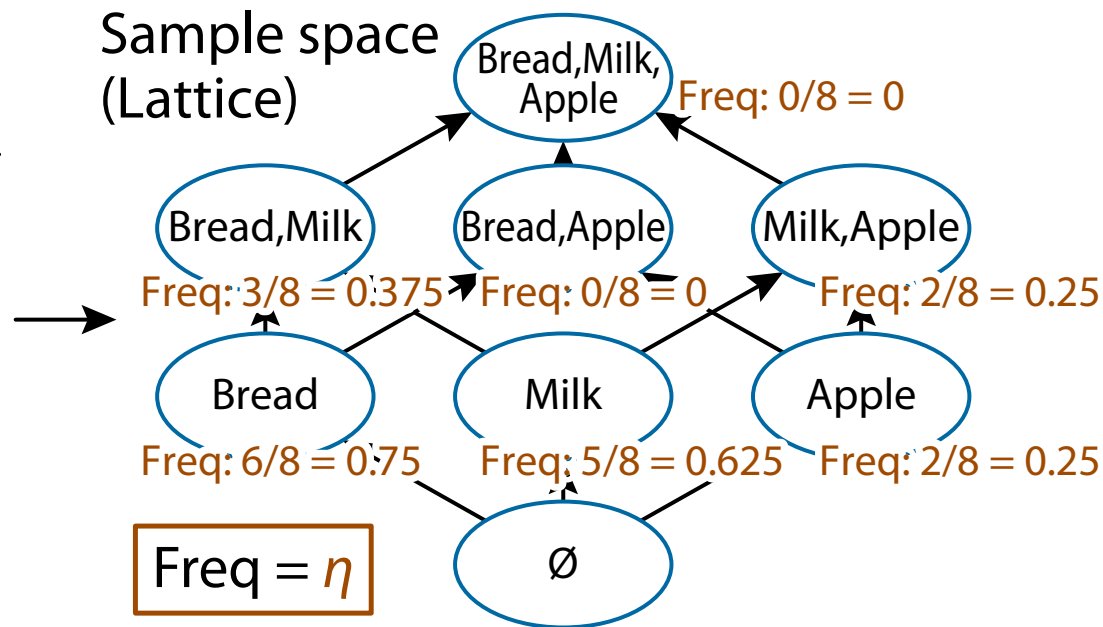 Sample space
(Lattice)
Bread,Milk,
Apple
Freq: 0/8 = 0
Bread,Milk
Bread,Apple
Milk,Apple
Freq: 3/8 = 0.375
Freq: 0/8 = 0
Freq: 2/8 = 0.25
Bread
Milk
Apple
Freq: 6/8 = 0.75
Freq: 5/8 = 0.625
Freq: 2/8 = 0.25
Freq = η
Ø